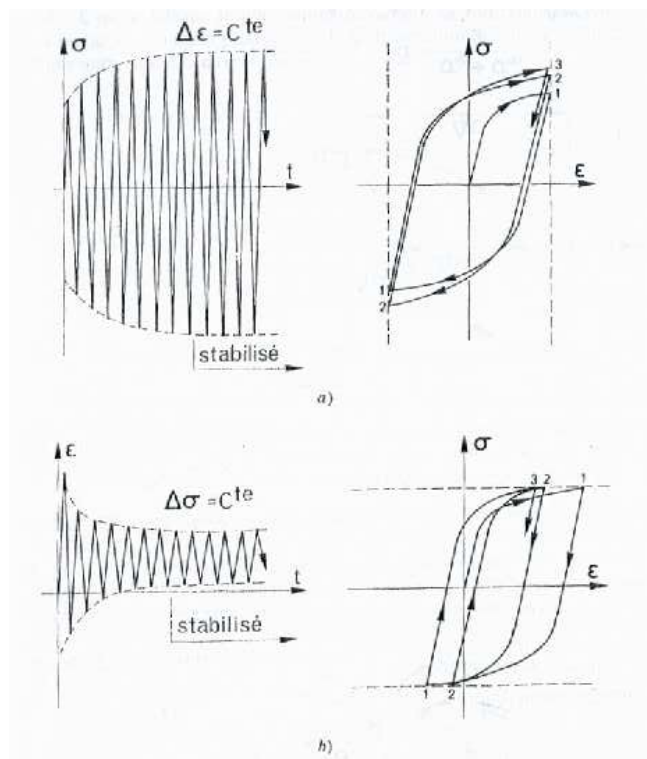 σ
Δε = Cᵗᵉ
t
stabilisé
σ
3
2
1
ε
1
2
a)
ε
Δσ = Cᵗᵉ
t
stabilisé
σ
3 2 1
ε
1 2
b)